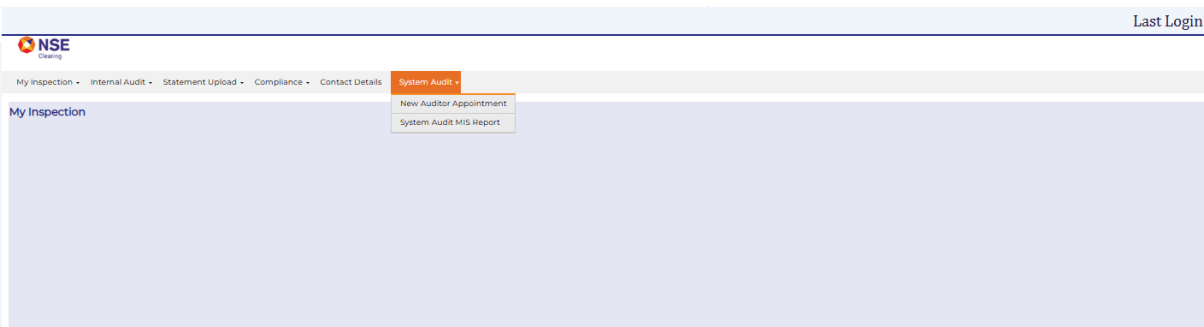 Last Login
NSE
Clearing
My Inspection Internal Audit Statement Upload Compliance Contact Details System Audit
New Auditor Appointment
System Audit MIS Report
My Inspection